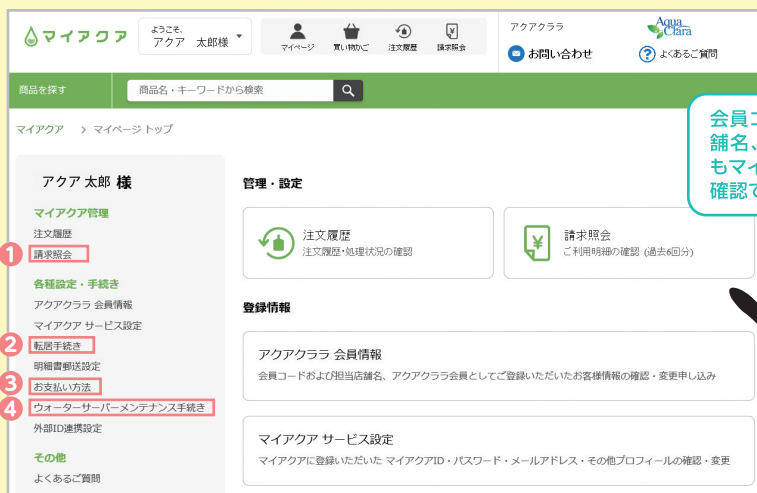 マイアクア
ようこそ、
アクア 太郎様
マイページ
買い物かご
注文履歴
請求照会
アクアクララ
Aqua Clara
お問い合わせ
? よくあるご質問
商品を探す
商品名・キーワードから検索
マイアクア > マイページ トップ
会員コ
舗名、
もマイ
確認で
アクア 太郎 様
マイアクア管理
注文履歴
1 請求照会
各種設定・手続き
アクアクララ 会員情報
マイアクア サービス設定
2 転居手続き
明細書郵送設定
3 お支払い方法
4 ウォーターサーバーメンテナンス手続き
外部ID連携設定
その他
よくあるご質問
管理・設定
注文履歴
注文履歴・処理状況の確認
¥ 請求照会
ご利用明細の確認 (過去6回分)
登録情報
アクアクララ 会員情報
会員コードおよび担当店舗名、アクアクララ会員としてご登録いただいたお客様情報の確認・変更申し込み
マイアクア サービス設定
マイアクアに登録いただいた マイアクアID・パスワード・メールアドレス・その他プロフィールの確認・変更